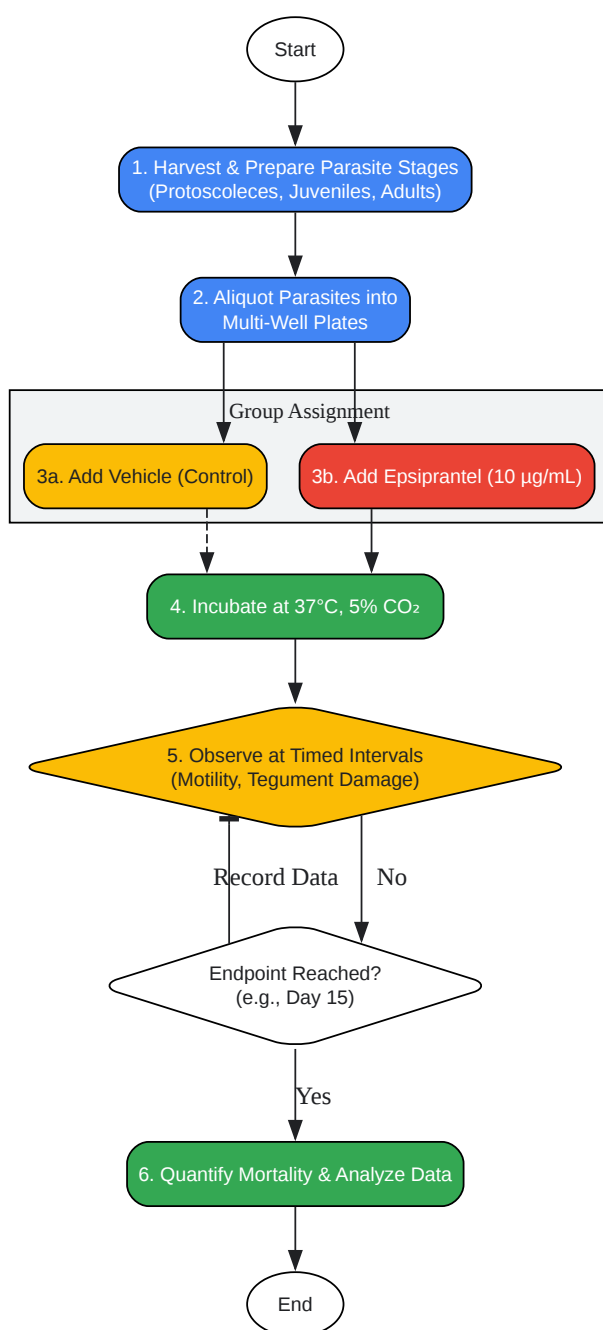 Start
1. Harvest & Prepare Parasite Stages
(Protoscoleces, Juveniles, Adults)
2. Aliquot Parasites into
Multi-Well Plates
Group Assignment
3a. Add Vehicle (Control)
3b. Add Epsiprantel (10 µg/mL)
4. Incubate at 37°C, 5% CO₂
5. Observe at Timed Intervals
(Motility, Tegument Damage)
Record Data
No
Endpoint Reached?
(e.g., Day 15)
Yes
6. Quantify Mortality & Analyze Data
End